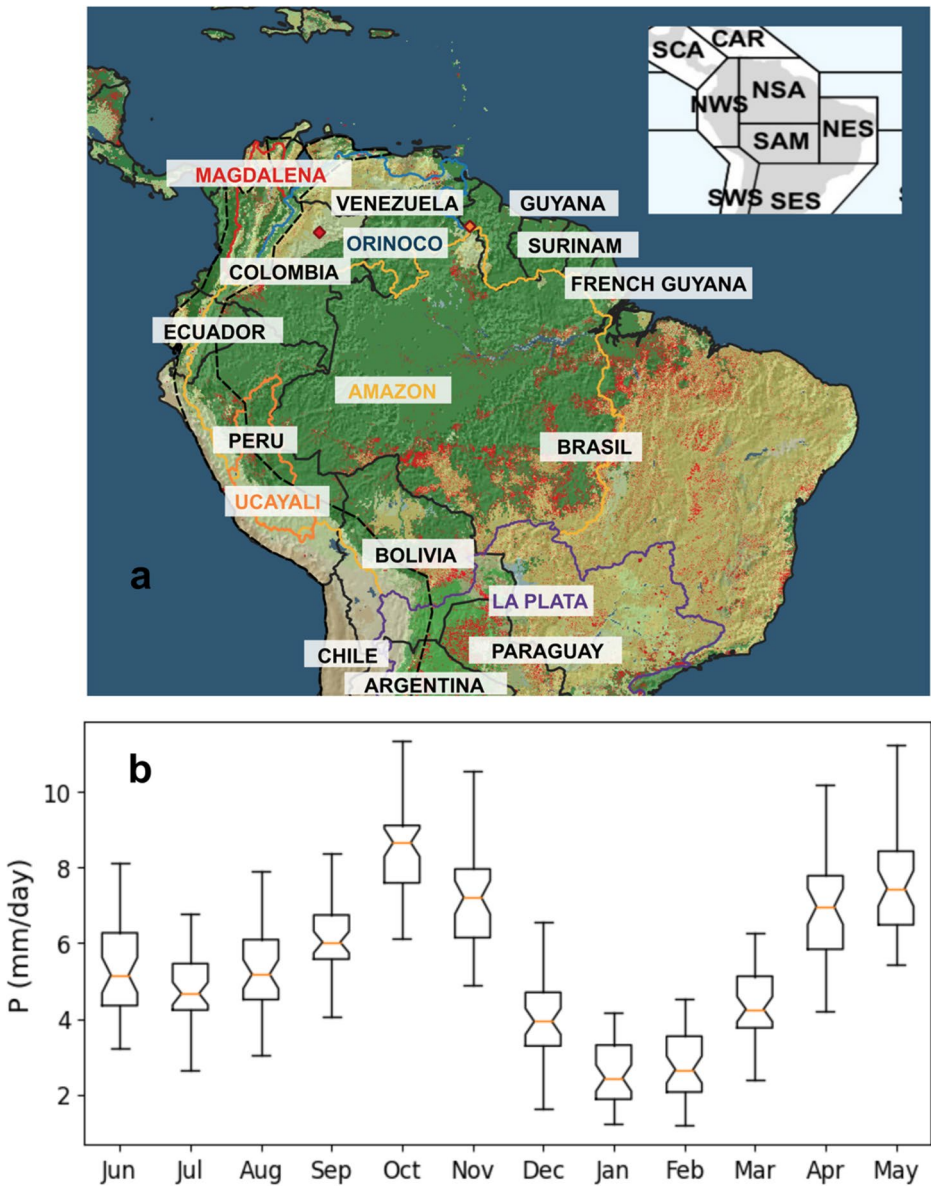 SCA
CAR
NWS
NSA
NES
SAM
SWS
SES
MAGDALENA
VENEZUELA
GUYANA
ORINOCO
SURINAM
COLOMBIA
FRENCH GUYANA
ECUADOR
AMAZON
PERU
BRASIL
UCAYALI
BOLIVIA
a
LA PLATA
CHILE
PARAGUAY
ARGENTINA
b
P (mm/day)
10
8
6
4
2
Jun Jul Aug Sep Oct Nov Dec Jan Feb Mar Apr May